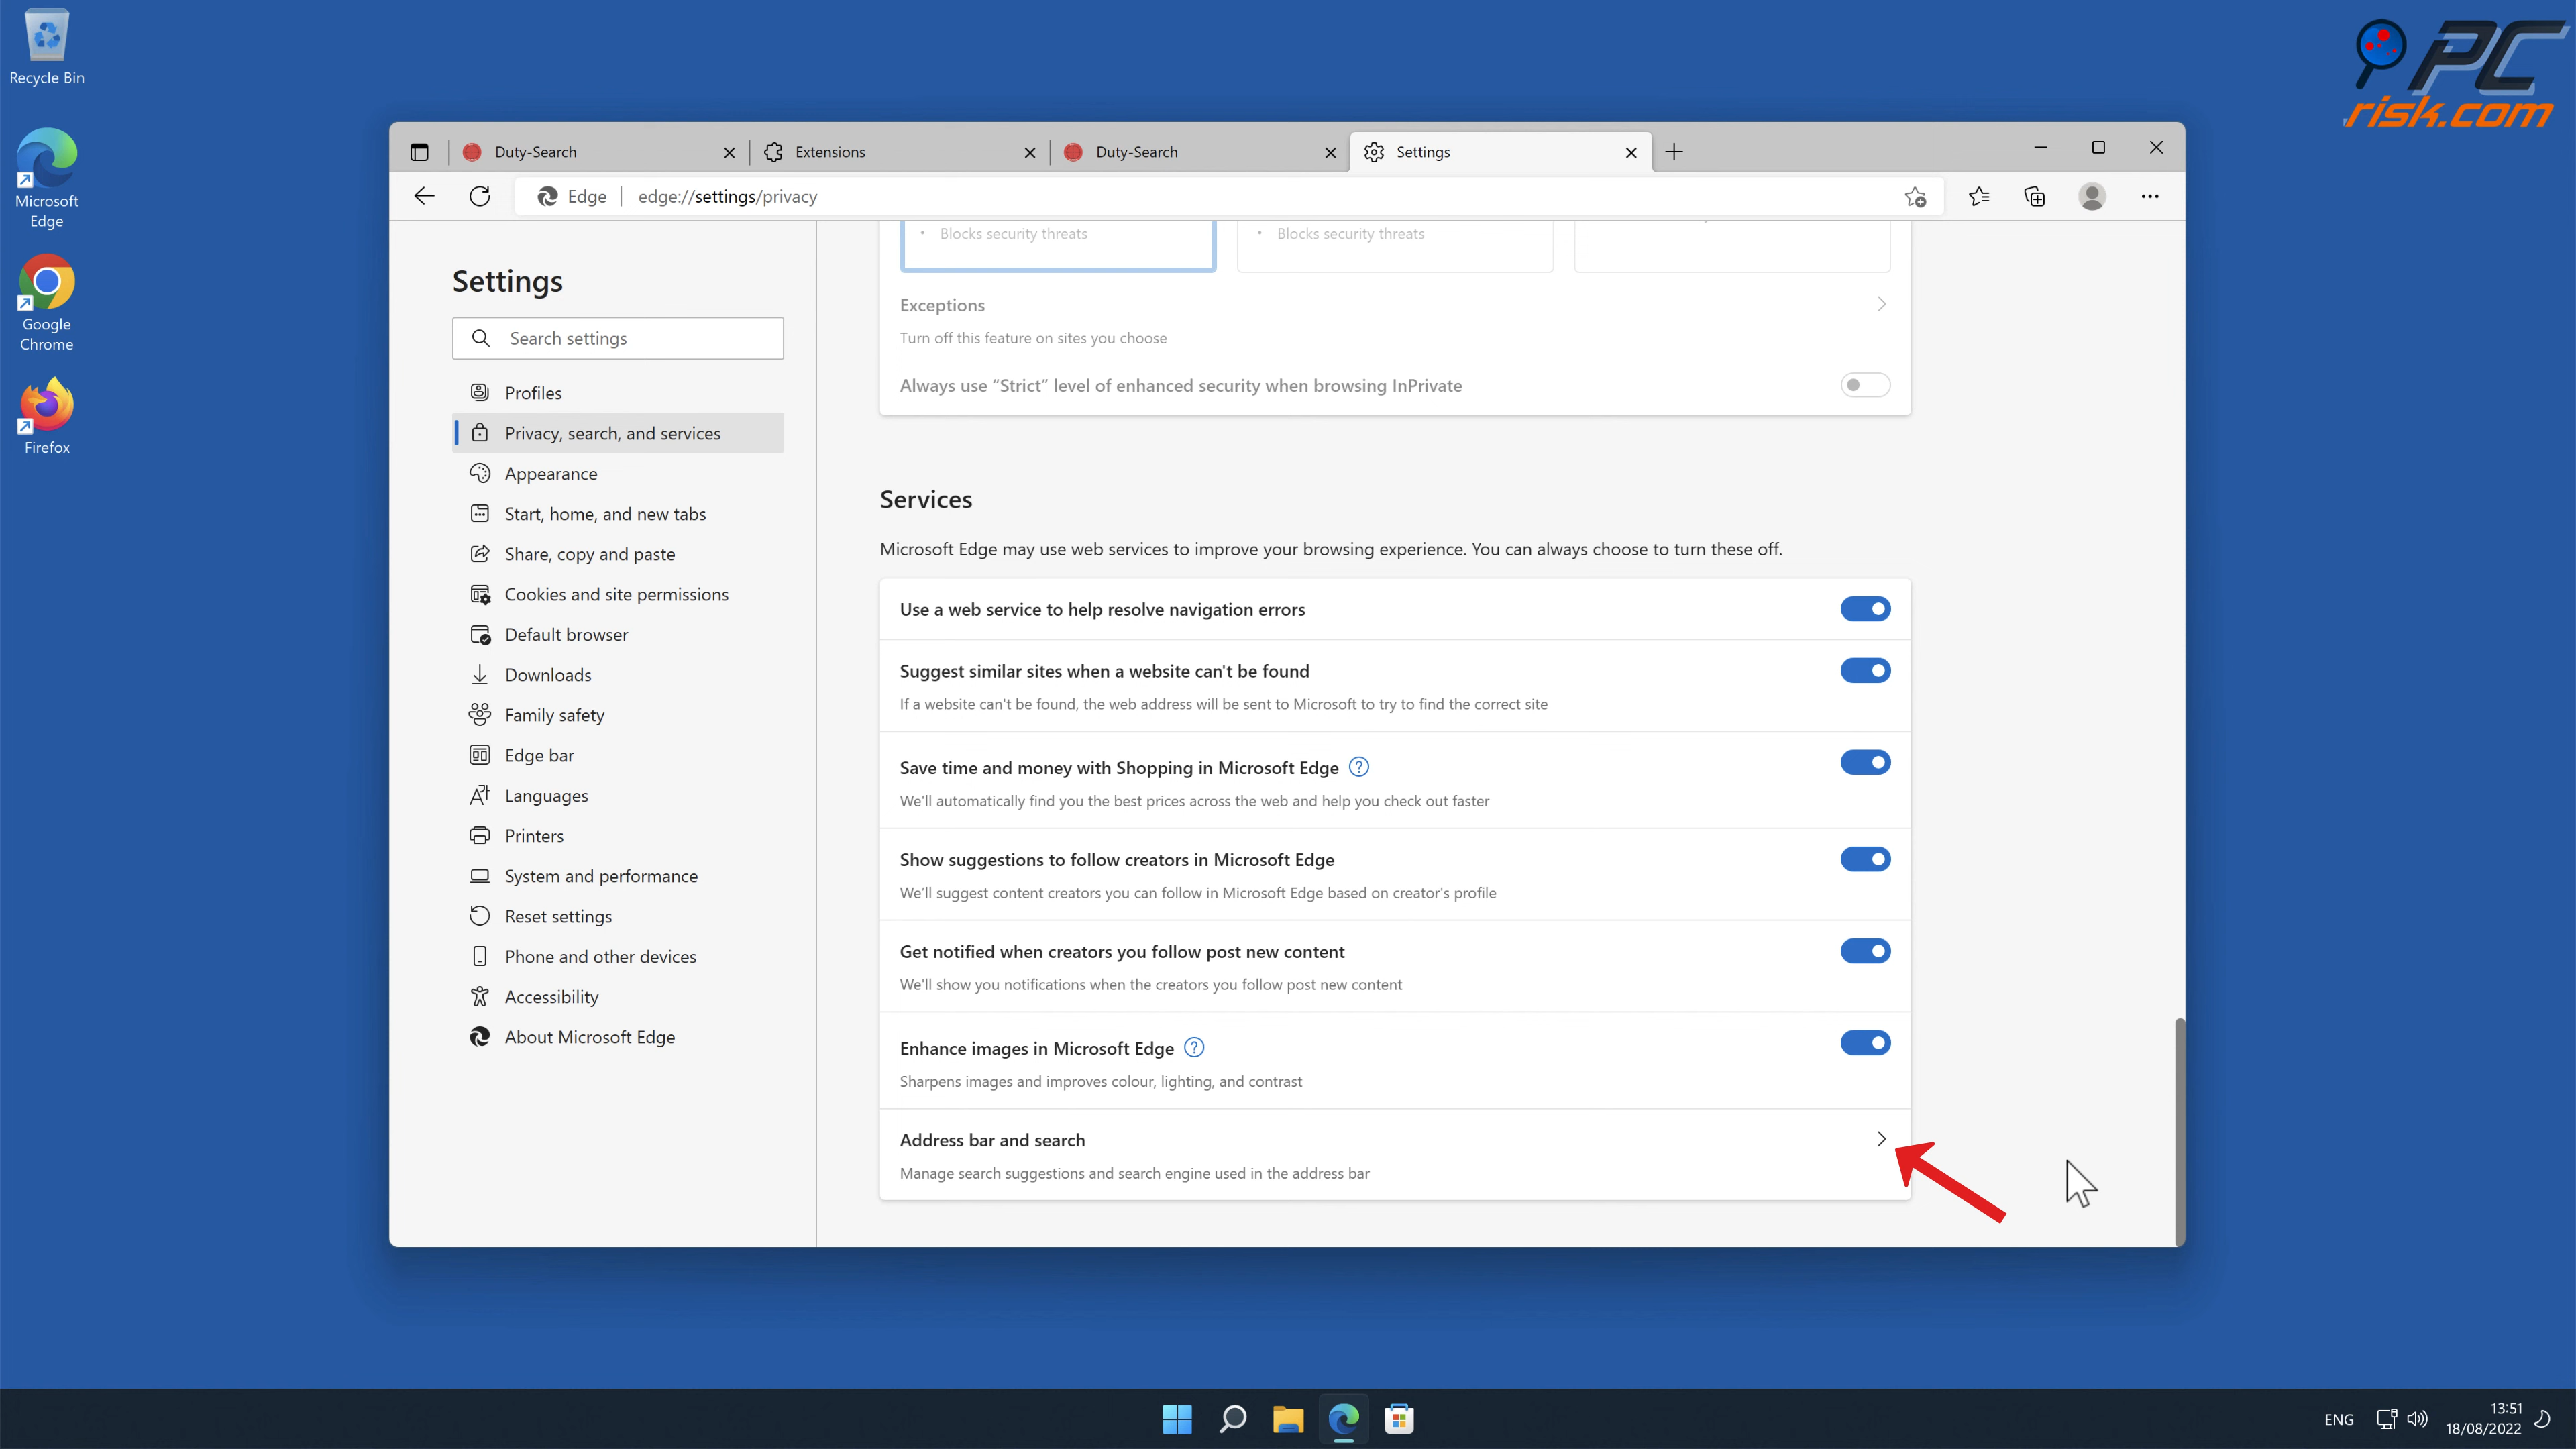 Recycle Bin
Microsoft
Edge
Google
Chrome
Firefox
PC
risk.com
Duty-Search
Extensions
Duty-Search
Settings
Edge
edge://settings/privacy
Settings
Search settings
Profiles
Privacy, search, and services
Appearance
Start, home, and new tabs
Share, copy and paste
Cookies and site permissions
Default browser
Downloads
Family safety
Edge bar
Languages
Printers
System and performance
Reset settings
Phone and other devices
Accessibility
About Microsoft Edge
• Blocks security threats
• Blocks security threats
Exceptions
Turn off this feature on sites you choose
Always use “Strict” level of enhanced security when browsing InPrivate
Services
Microsoft Edge may use web services to improve your browsing experience. You can always choose to turn these off.
Use a web service to help resolve navigation errors
Suggest similar sites when a website can't be found
If a website can't be found, the web address will be sent to Microsoft to try to find the correct site
Save time and money with Shopping in Microsoft Edge ?
We'll automatically find you the best prices across the web and help you check out faster
Show suggestions to follow creators in Microsoft Edge
We'll suggest content creators you can follow in Microsoft Edge based on creator's profile
Get notified when creators you follow post new content
We'll show you notifications when the creators you follow post new content
Enhance images in Microsoft Edge ?
Sharpens images and improves colour, lighting, and contrast
Address bar and search
Manage search suggestions and search engine used in the address bar
ENG
13:51
18/08/2022